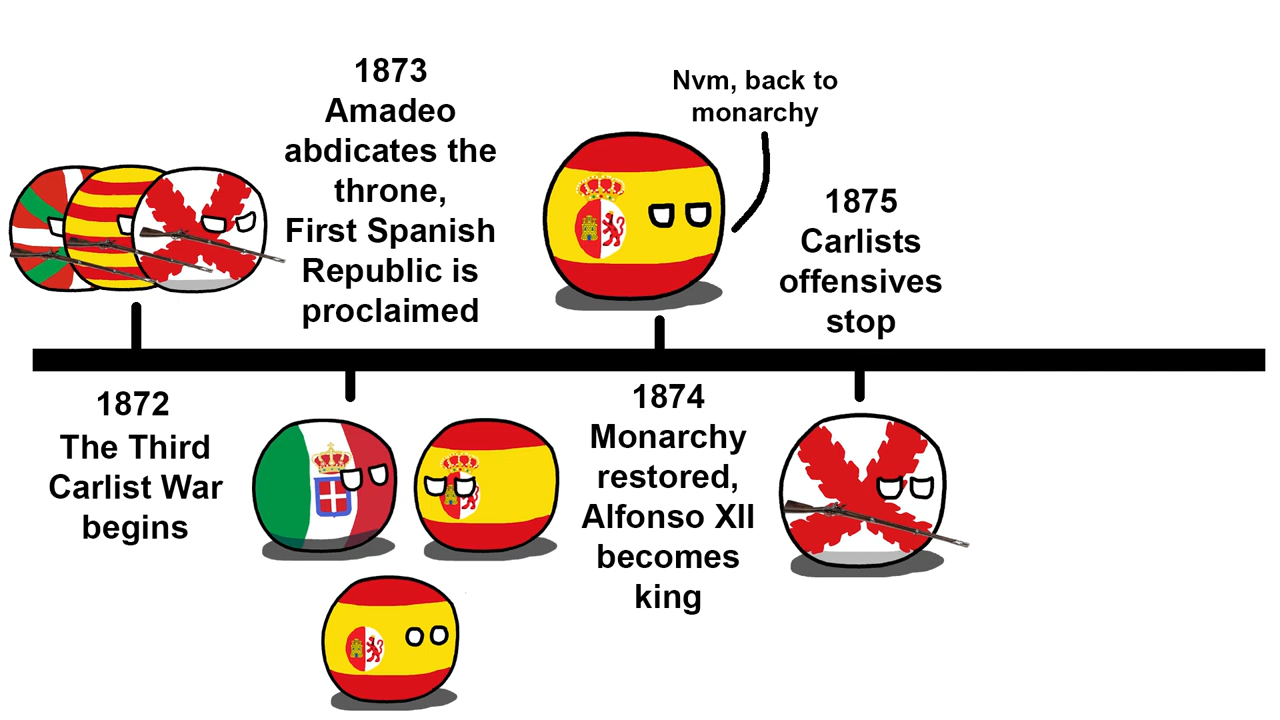 1873
Amadeo
abdicates the
throne,
First Spanish
Republic is
proclaimed
Nvm, back to
monarchy
1875
Carlists
offensives
stop
1872
The Third
Carlist War
begins
1874
Monarchy
restored,
Alfonso XII
becomes
king